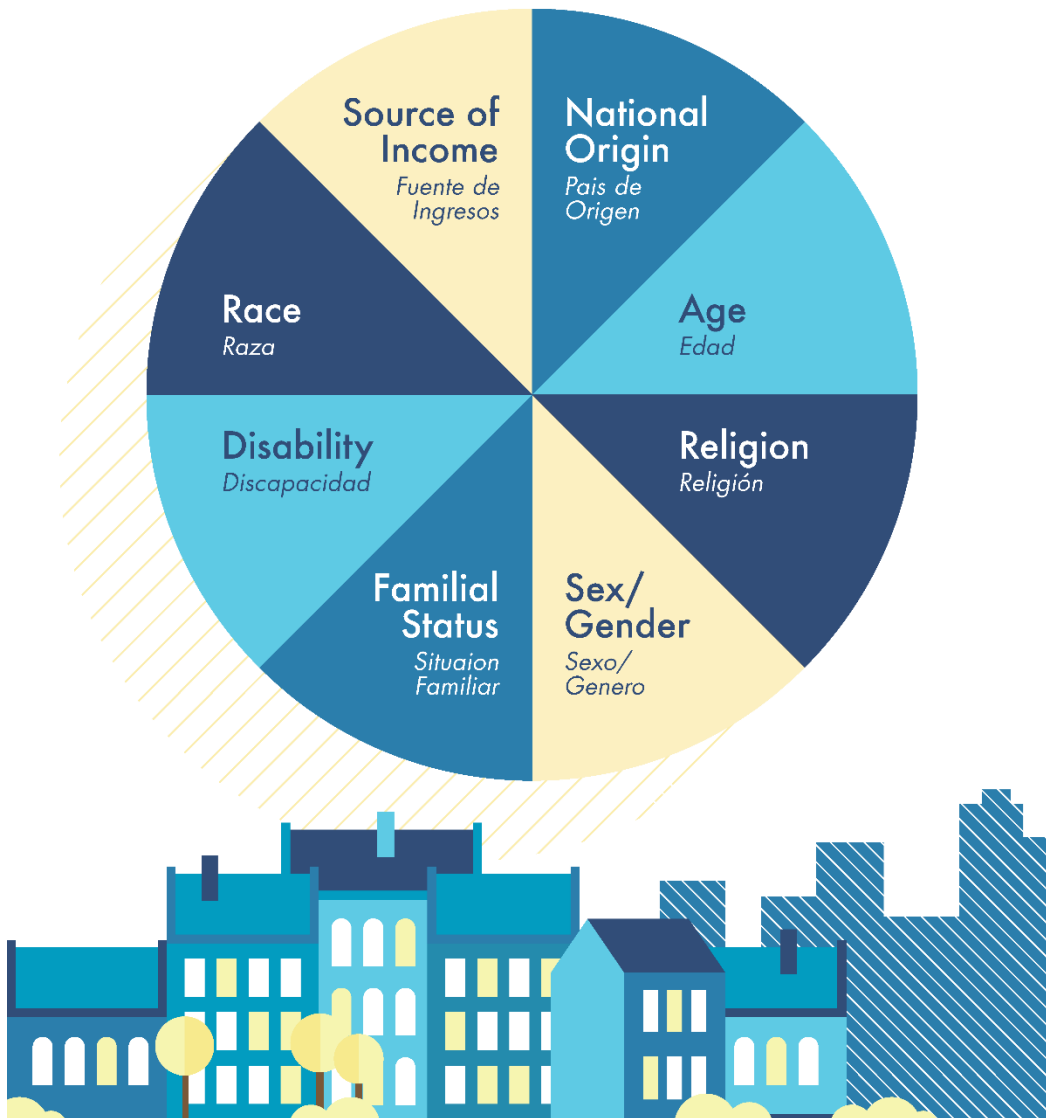 Source of
Income
Fuente de
Ingresos
National
Origin
Pais de
Origen
Race
Raza
Age
Edad
Disability
Discapacidad
Religion
Religión
Familial
Status
Situaion
Familiar
Sex/
Gender
Sexo/
Genero